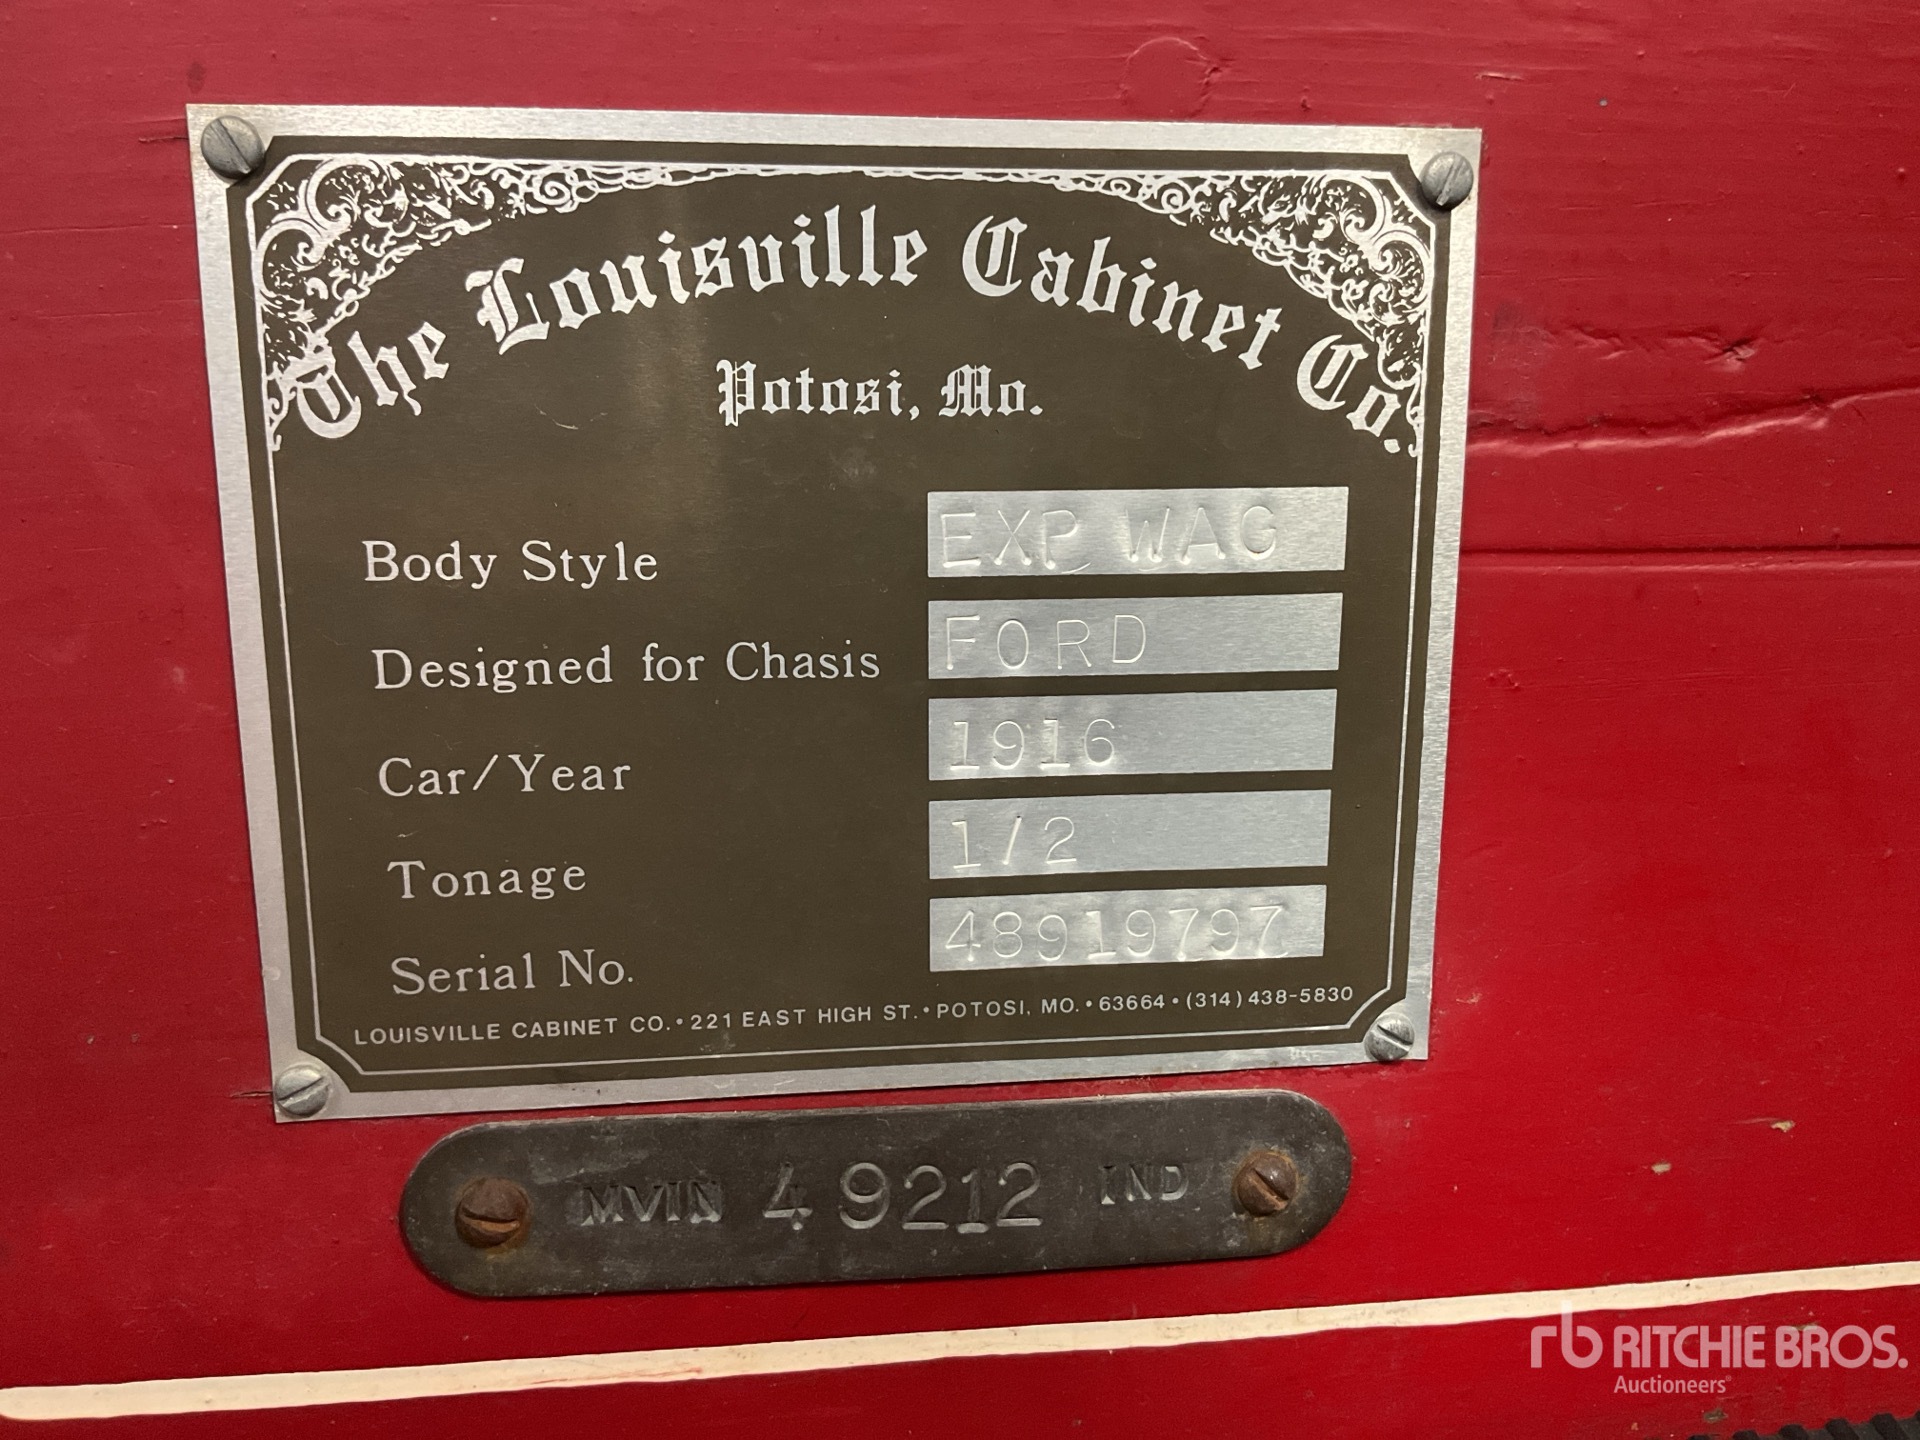 The Louisville Cabinet Co.
Potosi, Mo.
Body Style EXP WAG
Designed for Chasis FORD
Car/Year 1916
Tonage 1/2
Serial No. 48919797
LOUISVILLE CABINET CO. • 221 EAST HIGH ST. • POTOSI, MO. • 63664 • (314) 438-5830
MVIN 49212 IND
rb RITCHIE BROS.
Auctioneers